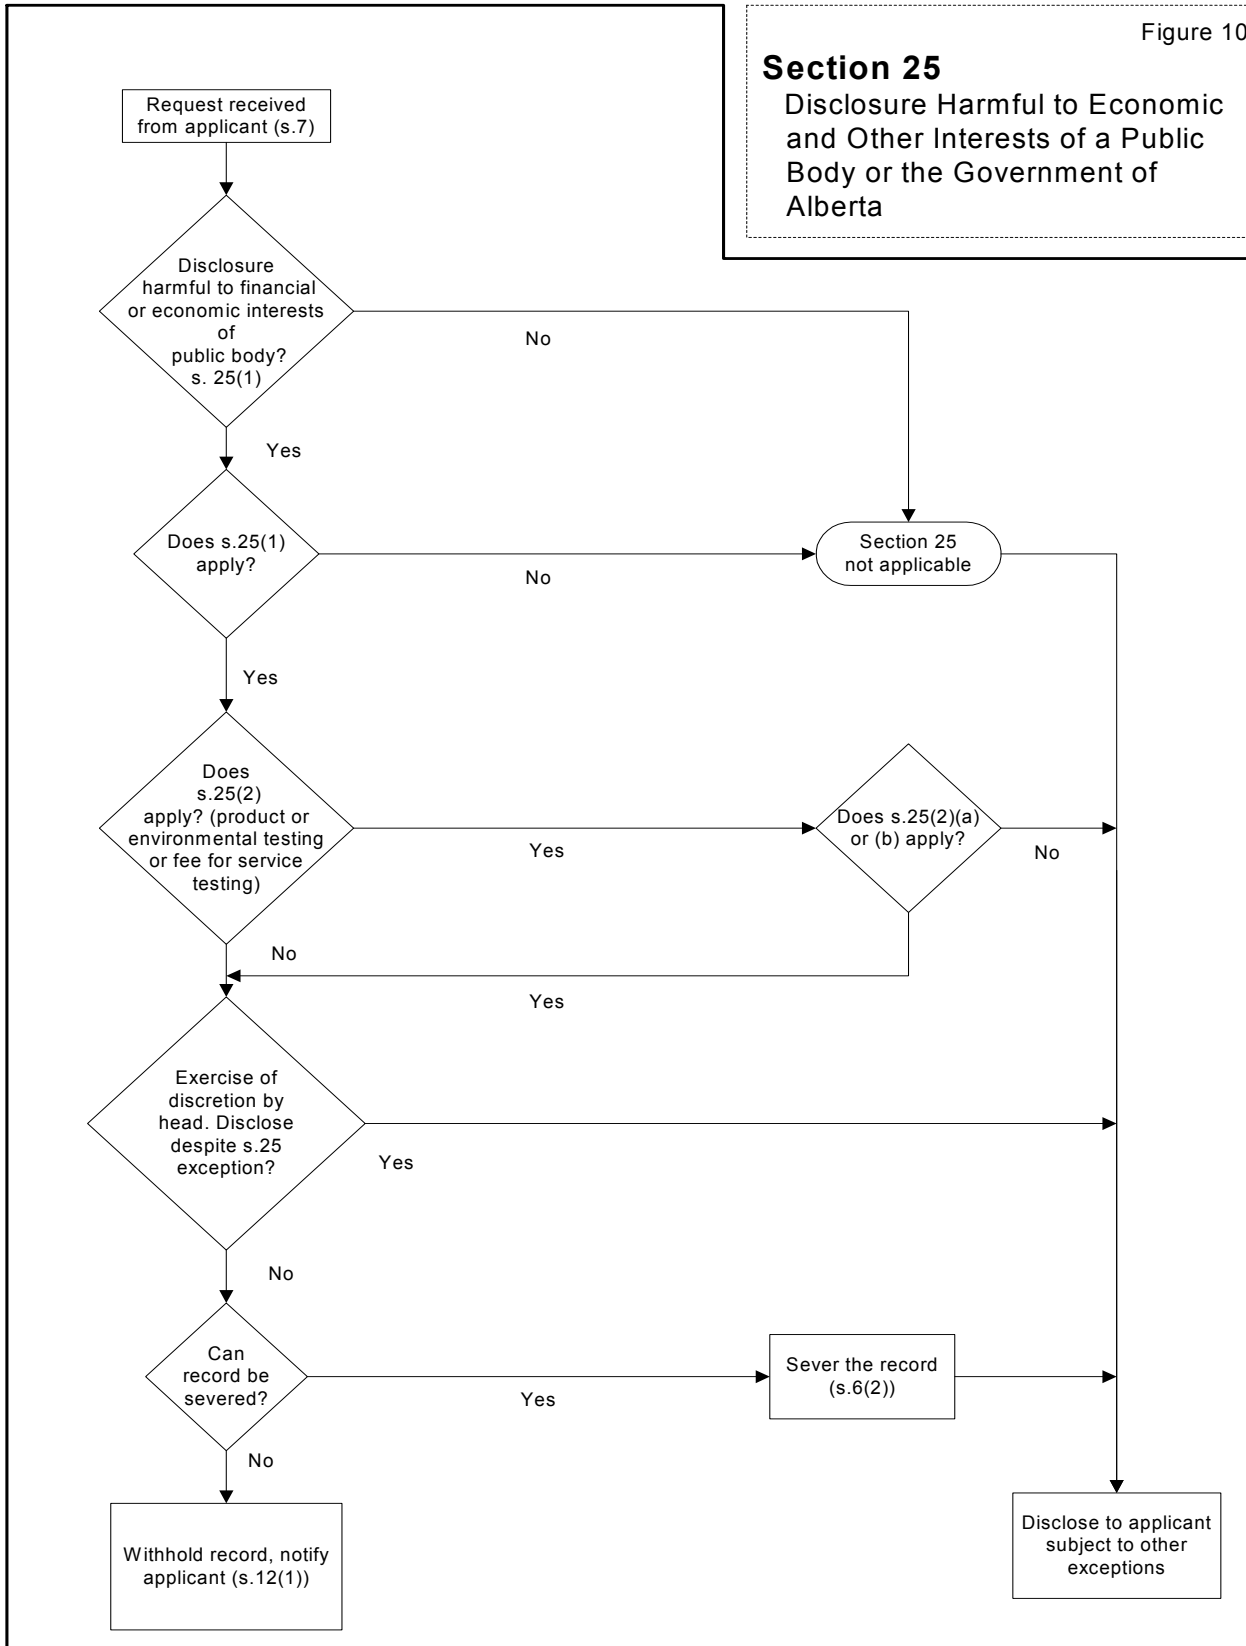 Figure 10
Section 25
Disclosure Harmful to Economic
and Other Interests of a Public
Body or the Government of
Alberta
Request received
from applicant (s.7)
Disclosure
harmful to financial
or economic interests
of
public body?
s. 25(1)
No
Yes
Does s.25(1)
apply?
No
Section 25
not applicable
Yes
Does
s.25(2)
apply? (product or
environmental testing
or fee for service
testing)
Yes
Does s.25(2)(a)
or (b) apply?
No
No
Yes
Exercise of
discretion by
head. Disclose
despite s.25
exception?
Yes
No
Can
record be
severed?
Yes
Sever the record
(s.6(2))
No
Withhold record, notify
applicant (s.12(1))
Disclose to applicant
subject to other
exceptions